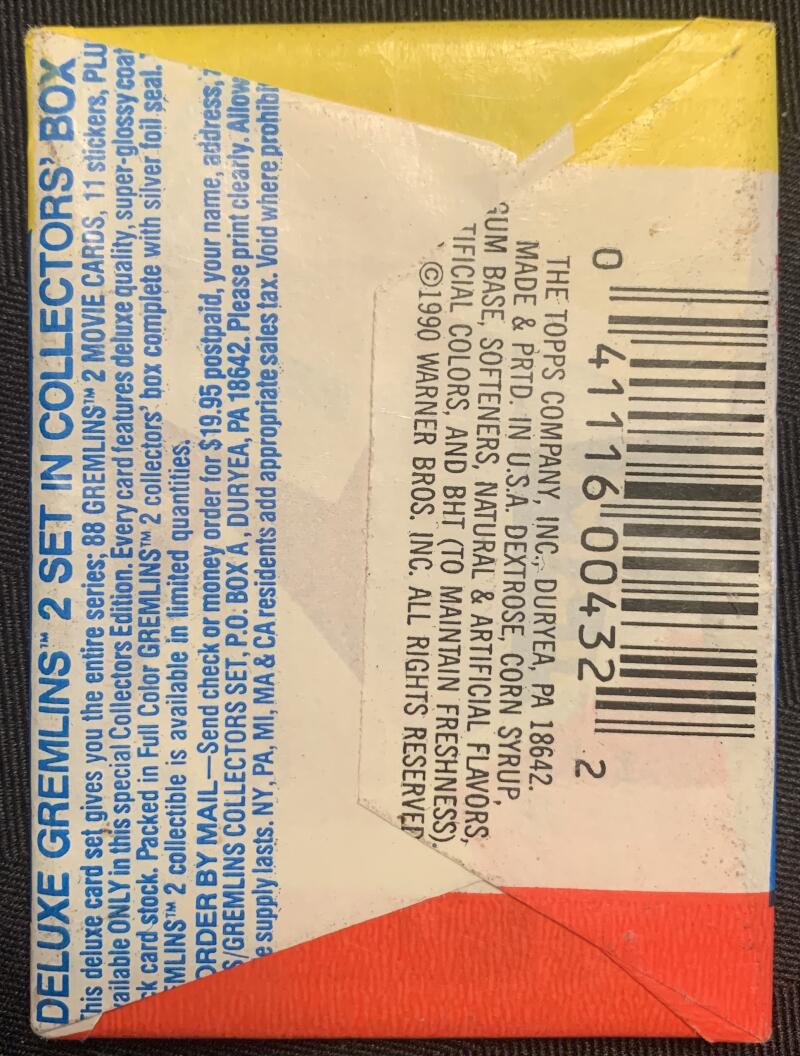 DELUXE GREMLINS™ 2 SET IN COLLECTORS' BOX
This deluxe card set gives you the entire series; 88 GREMLINS™ 2 MOVIE CARDS, 11 stickers, PLU
ailable ONLY in this special Collectors Edition. Every card features deluxe quality, super-glossy coat
ck card stock. Packed in Full Color GREMLINS™ 2 collectors' box complete with silver foil seal.
EMLINS™ 2 collectible is available in limited quantities.
ORDER BY MAIL—Send check or money order for $19.95 postpaid, your name, address,
S/GREMLINS COLLECTORS SET, P.O. BOX A, DURYEA, PA 18642. Please print clearly. Allow
e supply lasts. NY, PA, MI, MA & CA residents add appropriate sales tax. Void where prohibi
0 41116 00432 2
THE TOPPS COMPANY, INC., DURYEA, PA 18642.
MADE & PRTD. IN U.S.A. DEXTROSE, CORN SYRUP,
GUM BASE, SOFTENERS, NATURAL & ARTIFICIAL FLAVORS,
TIFICIAL COLORS, AND BHT (TO MAINTAIN FRESHNESS).
©1990 WARNER BROS. INC. ALL RIGHTS RESERVED.